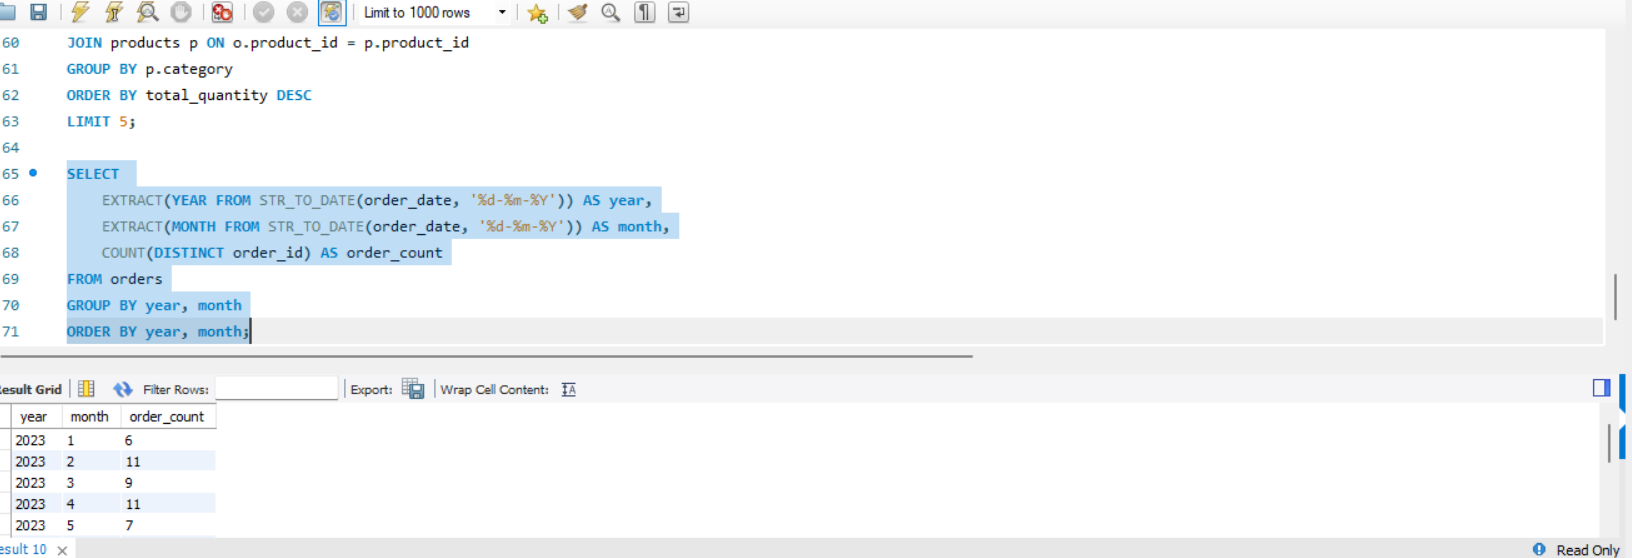 Limit to 1000 rows
60 JOIN products p ON o.product_id = p.product_id
61 GROUP BY p.category
62 ORDER BY total_quantity DESC
63 LIMIT 5;
64
65 SELECT
66 EXTRACT(YEAR FROM STR_TO_DATE(order_date, '%d-%m-%Y')) AS year,
67 EXTRACT(MONTH FROM STR_TO_DATE(order_date, '%d-%m-%Y')) AS month,
68 COUNT(DISTINCT order_id) AS order_count
69 FROM orders
70 GROUP BY year, month
71 ORDER BY year, month;
esult Grid Filter Rows: Export: Wrap Cell Content: IA
year month order_count
2023 1 6
2023 2 11
2023 3 9
2023 4 11
2023 5 7
esult 10 Read Only